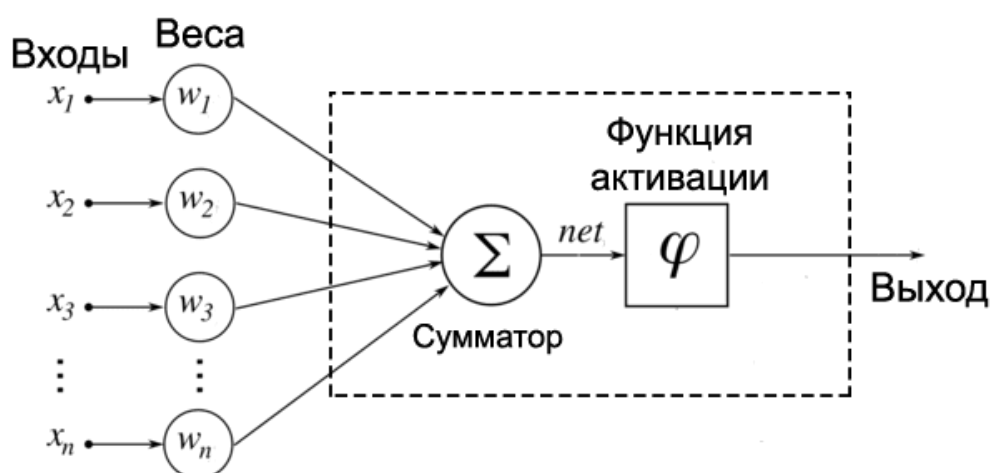 Входы Веса
x1 w1
x2 w2
x3 w3
⋮ ⋮
xn wn
Σ
Сумматор
net
Функция
активации
φ
Выход